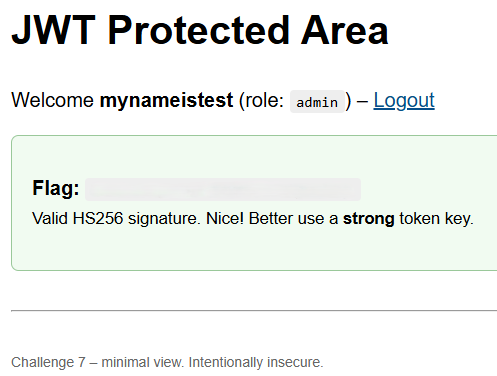 JWT Protected Area
Welcome mynameistest (role: admin) – Logout
Flag:
Valid HS256 signature. Nice! Better use a strong token key.
Challenge 7 – minimal view. Intentionally insecure.